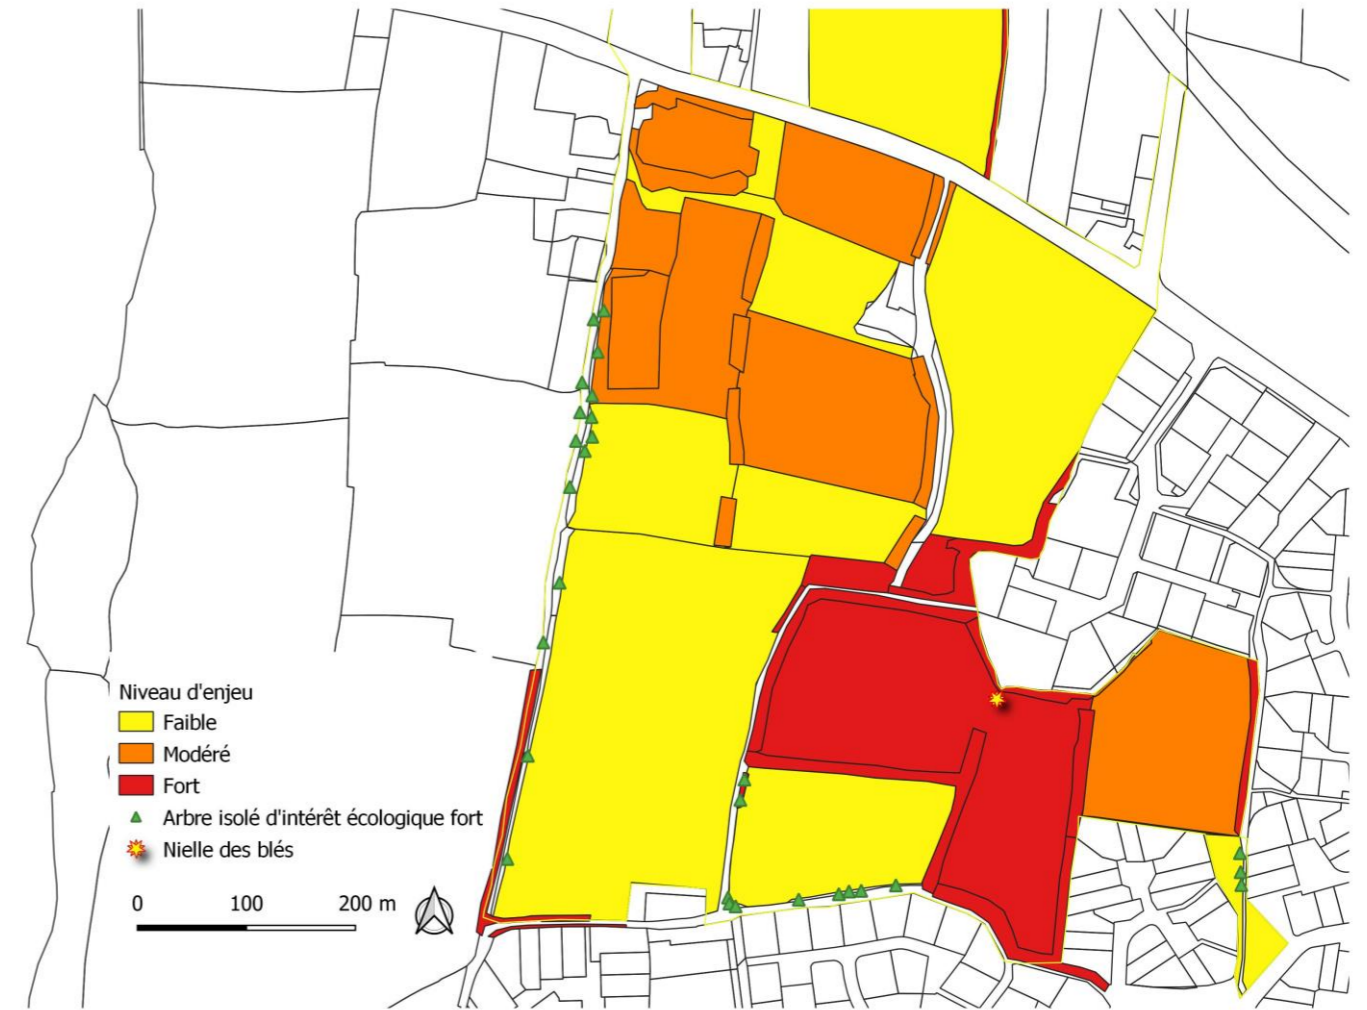 Niveau d'enjeu
Faible
Modéré
Fort
Arbre isolé d'intérêt écologique fort
Nielle des blés
0 100 200 m